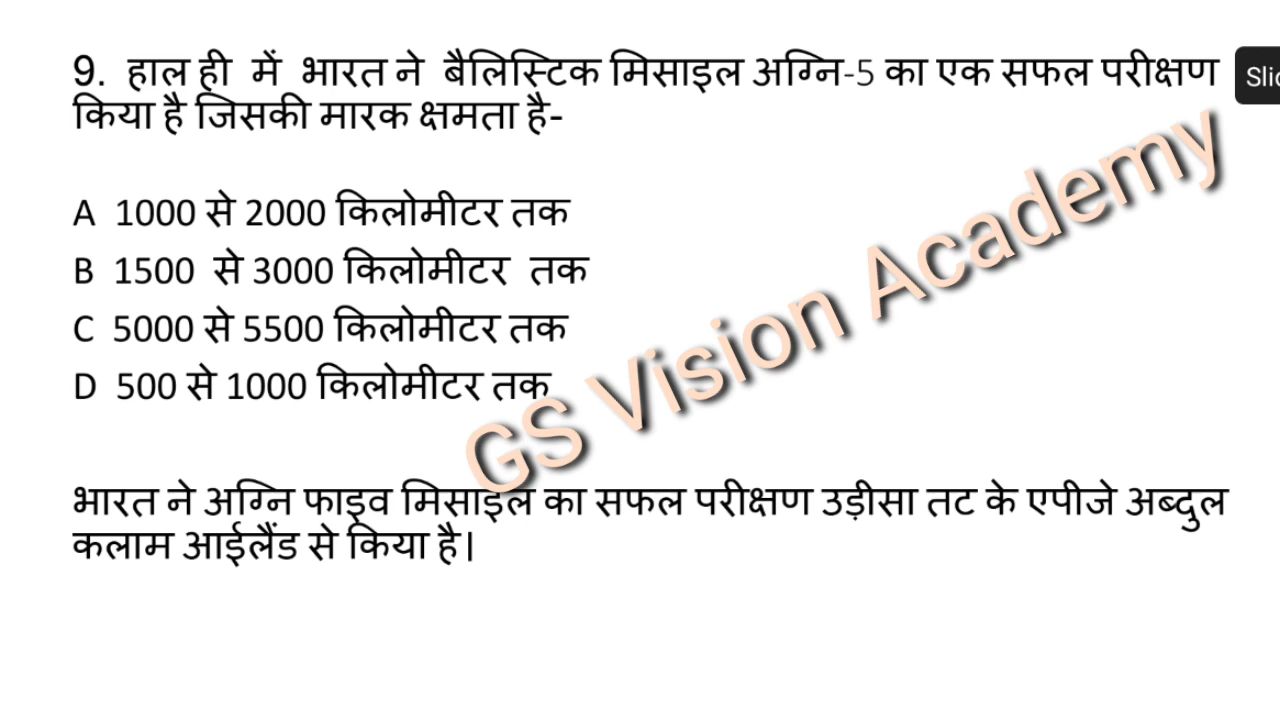 9. हाल ही में भारत ने बैलिस्टिक मिसाइल अग्नि-5 का एक सफल परीक्षण
किया है जिसकी मारक क्षमता है-
A 1000 से 2000 किलोमीटर तक
B 1500 से 3000 किलोमीटर तक
C 5000 से 5500 किलोमीटर तक
D 500 से 1000 किलोमीटर तक
भारत ने अग्नि फाइव मिसाइल का सफल परीक्षण उड़ीसा तट के एपीजे अब्दुल
कलाम आईलैंड से किया है।
GS Vision Academy